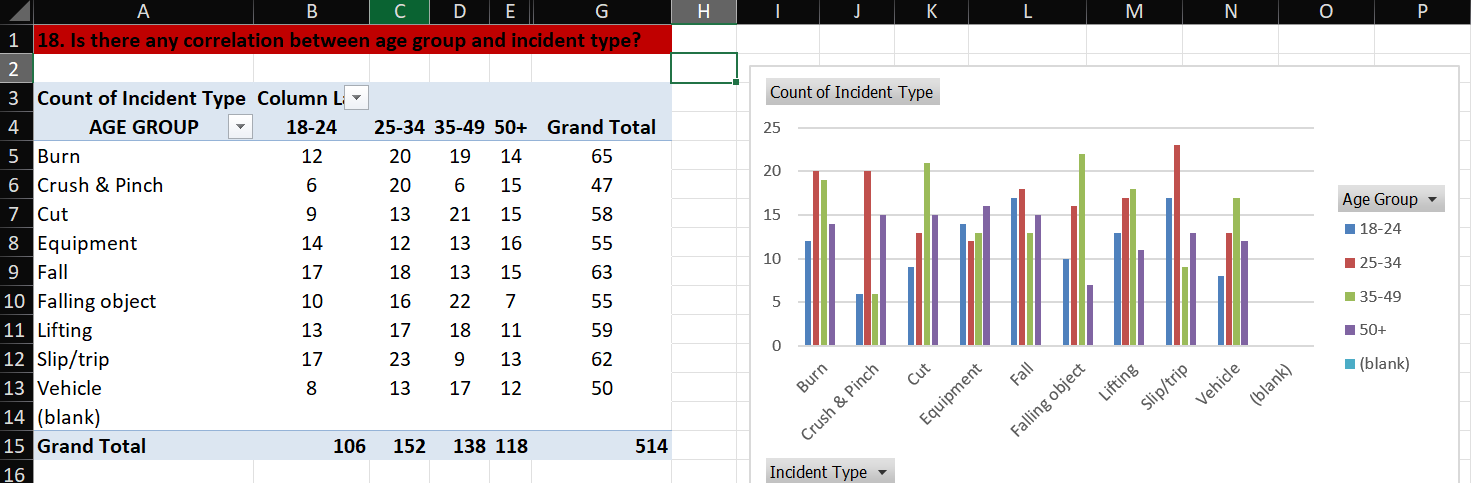 A B C D E G H I J K L M N O P
1 18. Is there any correlation between age group and incident type?
2
3 Count of Incident Type Column La
4 AGE GROUP 18-24 25-34 35-49 50+ Grand Total
5 Burn 12 20 19 14 65
6 Crush & Pinch 6 20 6 15 47
7 Cut 9 13 21 15 58
8 Equipment 14 12 13 16 55
9 Fall 17 18 13 15 63
10 Falling object 10 16 22 7 55
11 Lifting 13 17 18 11 59
12 Slip/trip 17 23 9 13 62
13 Vehicle 8 13 17 12 50
14 (blank)
15 Grand Total 106 152 138 118 514
16
Count of Incident Type
25
20
15
10
5
0
Burn
Crush & Pinch
Cut
Equipment
Fall
Falling object
Lifting
Slip/trip
Vehicle
(blank)
Age Group
18-24
25-34
35-49
50+
(blank)
Incident Type